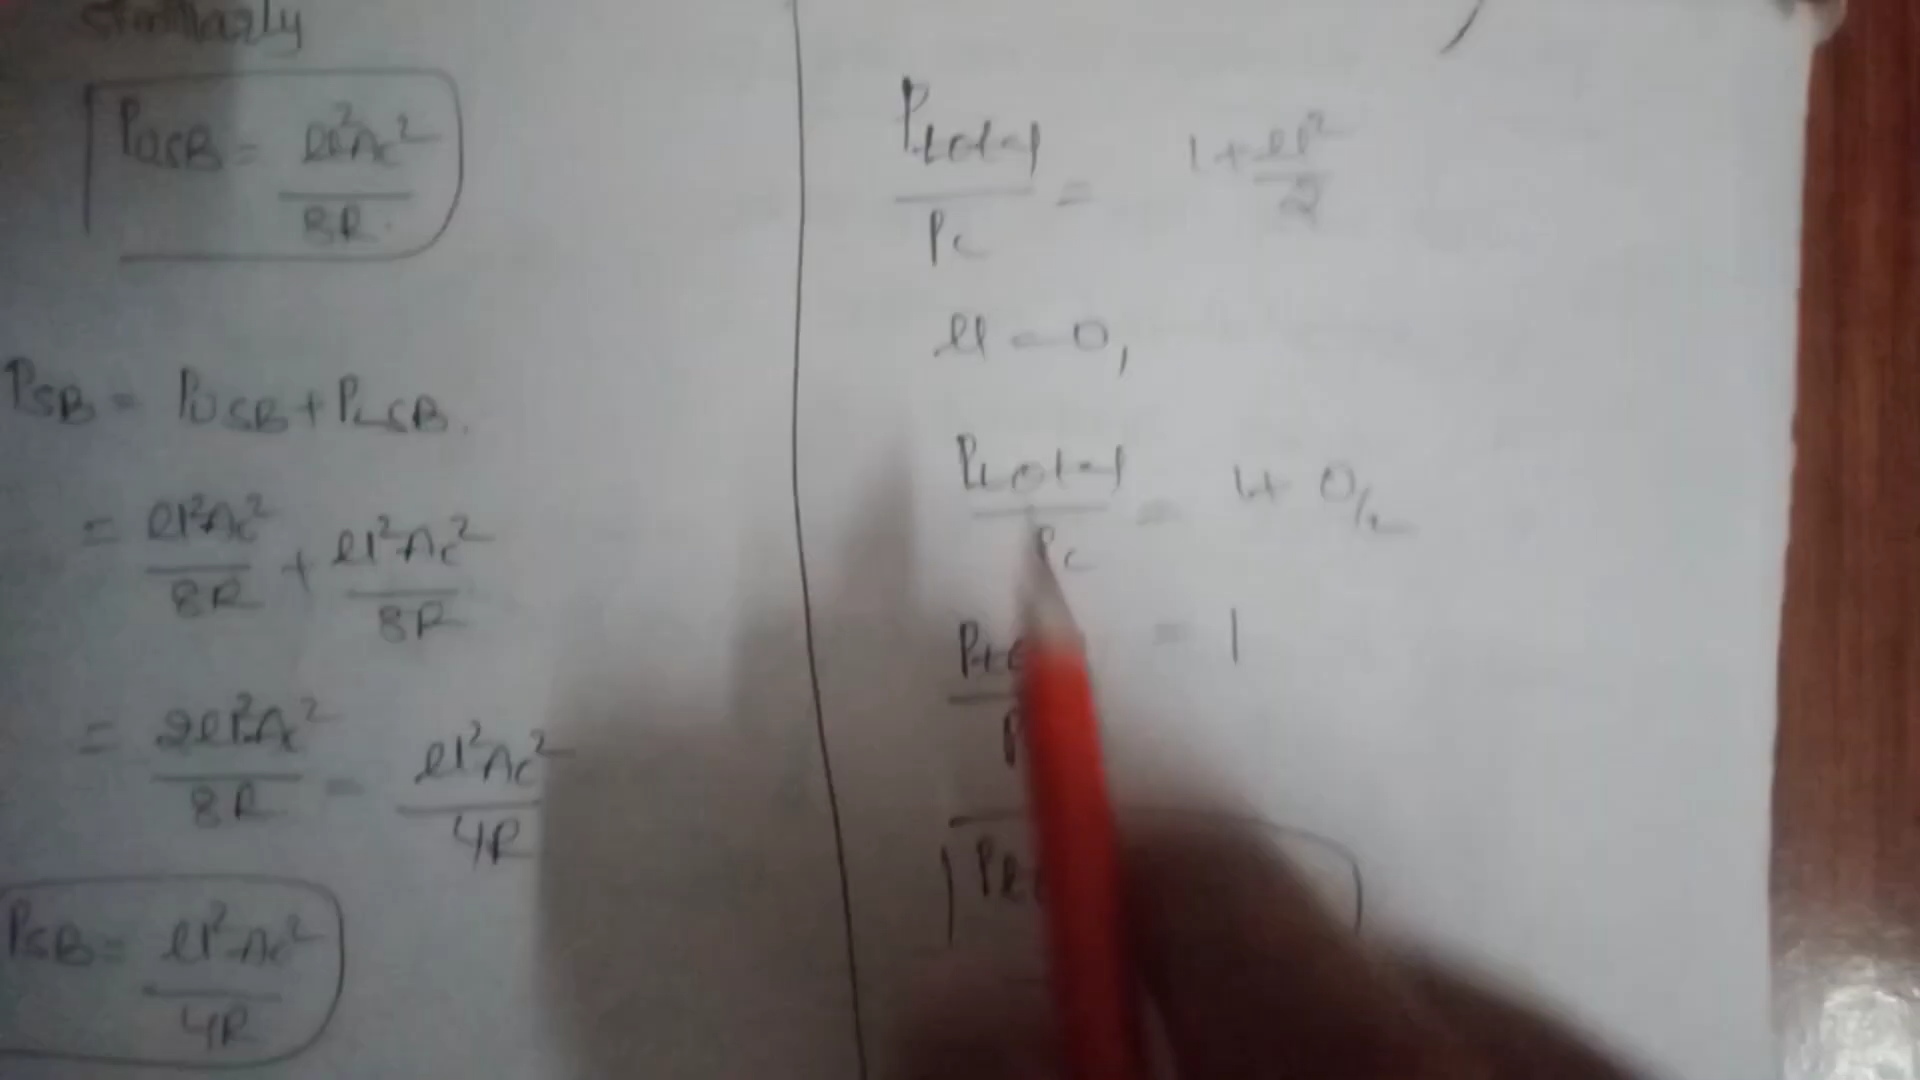 Similarly
PUSB = μ²Ac² / 8R
PSB = PUSB + PLSB.
= μ²Ac² / 8R + μ²Ac² / 8R
= 2μ²Ac² / 8R = μ²Ac² / 4R
PSB = μ²Ac² / 4R
Ptotal / Pc = 1 + μ² / 2
μ = 0,
Ptotal / Pc = 1 + 0/2
= 1